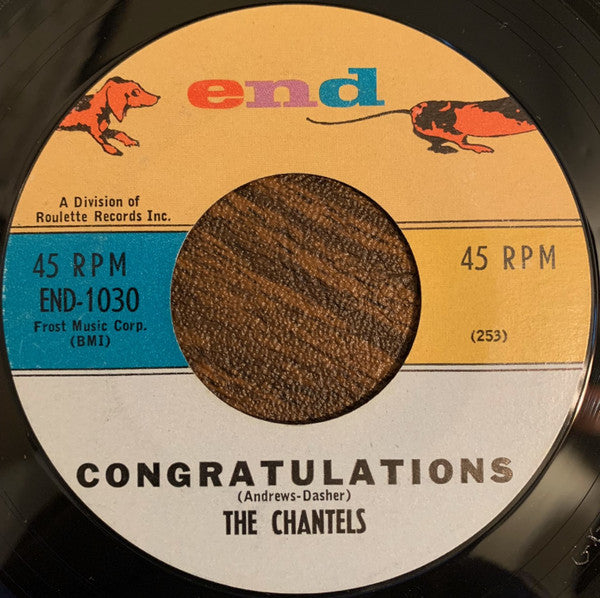 end
A Division of
Roulette Records Inc.
45 RPM
END-1030
Frost Music Corp.
(BMI)
45 RPM
(253)
CONGRATULATIONS
(Andrews-Dasher)
THE CHANTELS